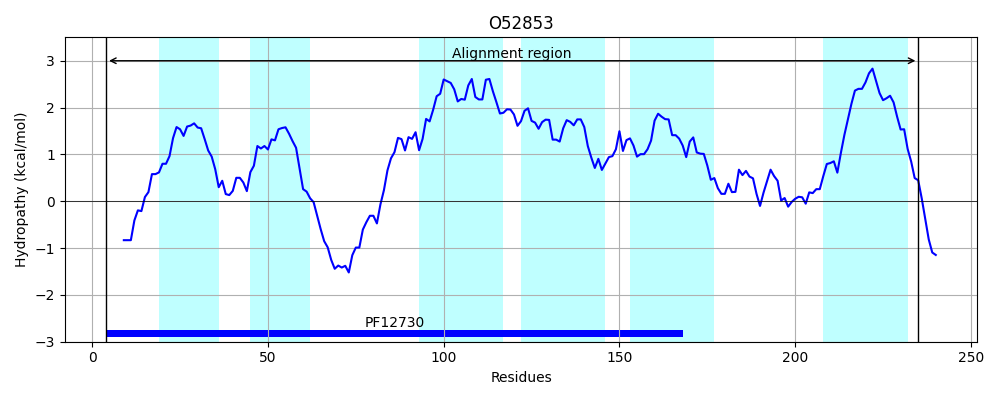 O52853
Alignment region
Hydropathy (kcal/mol)
3
2
1
0
−1
−2
−3
PF12730
0 50 100 150 200 250
Residues